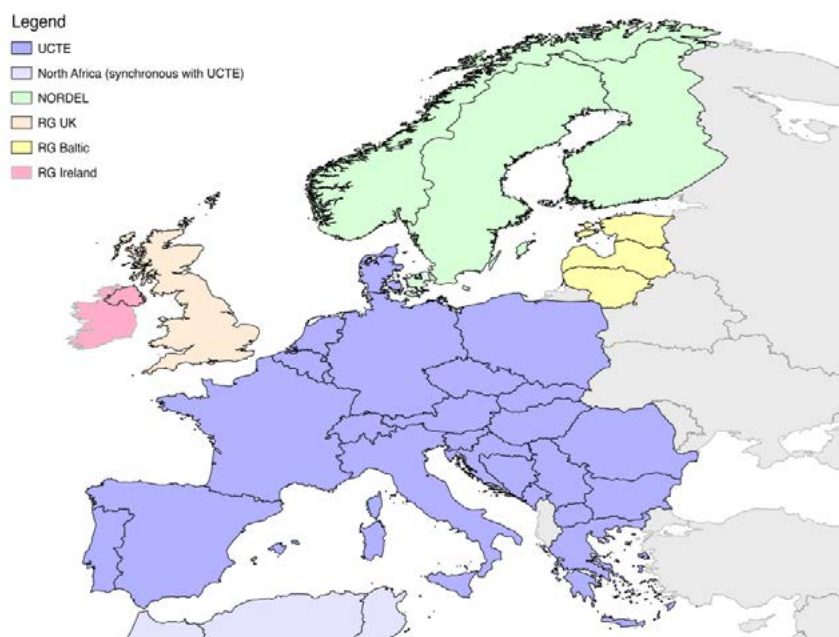 Legend
UCTE
North Africa (synchronous with UCTE)
NORDEL
RG UK
RG Baltic
RG Ireland